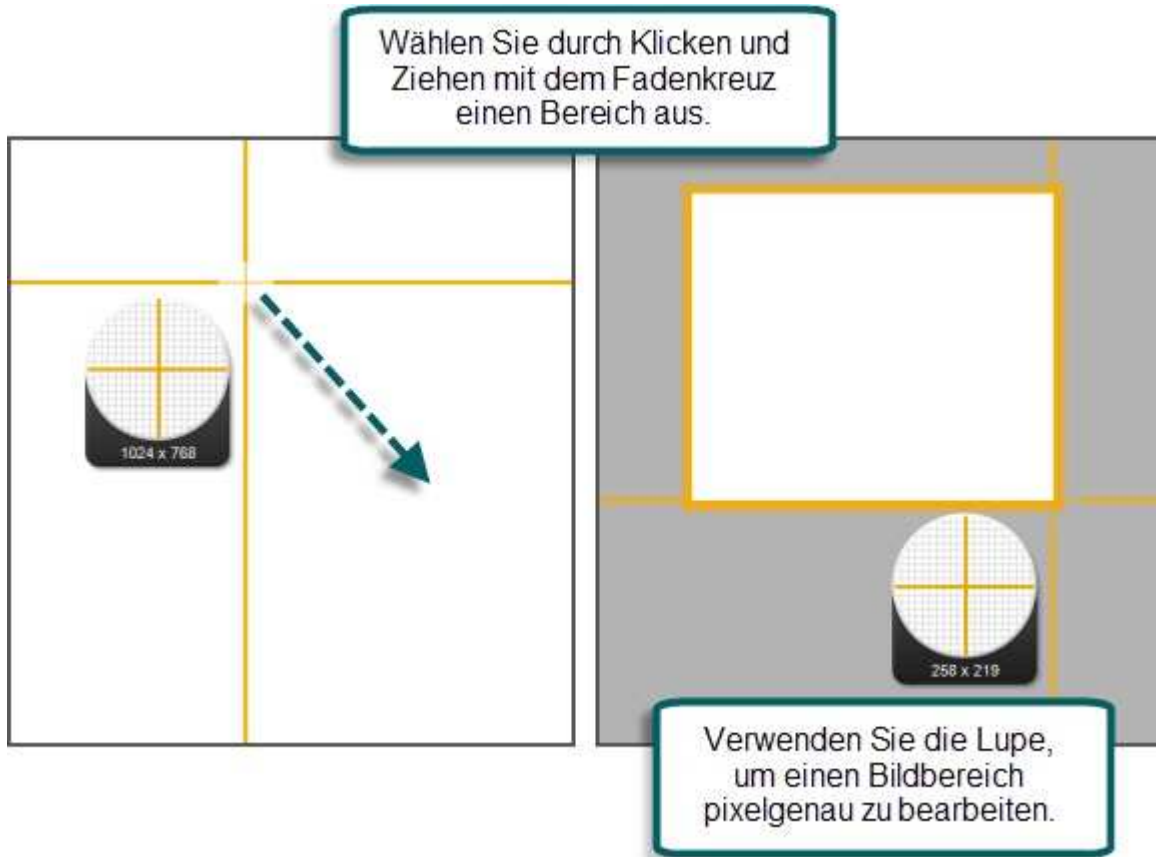 Wählen Sie durch Klicken und
Ziehen mit dem Fadenkreuz
einen Bereich aus.
1024 x 768
258 x 219
Verwenden Sie die Lupe,
um einen Bildbereich
pixelgenau zu bearbeiten.